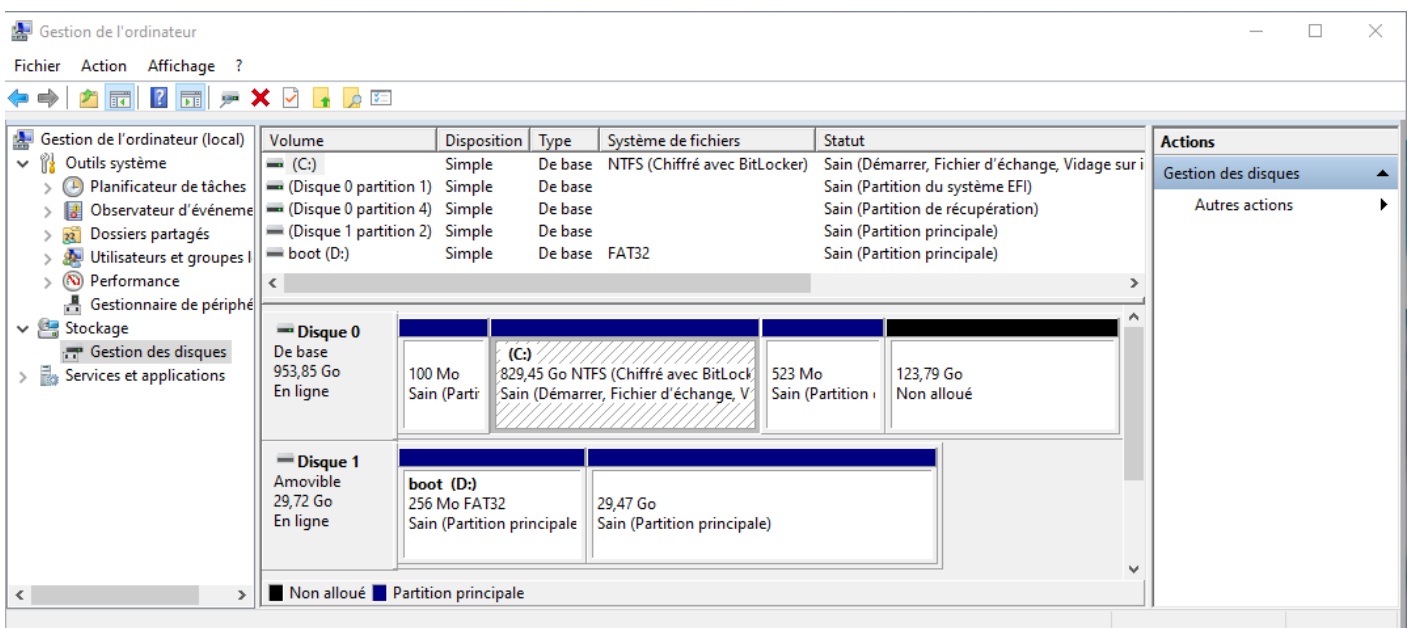 Gestion de l'ordinateur
Fichier Action Affichage ?
Gestion de l'ordinateur (local)
Outils système
Planificateur de tâches
Observateur d'événeme
Dossiers partagés
Utilisateurs et groupes l
Performance
Gestionnaire de périphé
Stockage
Gestion des disques
Services et applications
Volume Disposition Type Système de fichiers Statut
(C:) Simple De base NTFS (Chiffré avec BitLocker) Sain (Démarrer, Fichier d'échange, Vidage sur i
(Disque 0 partition 1) Simple De base Sain (Partition du système EFI)
(Disque 0 partition 4) Simple De base Sain (Partition de récupération)
(Disque 1 partition 2) Simple De base Sain (Partition principale)
boot (D:) Simple De base FAT32 Sain (Partition principale)
Disque 0
De base
953,85 Go
En ligne
100 Mo
Sain (Parti
(C:)
829,45 Go NTFS (Chiffré avec BitLock
Sain (Démarrer, Fichier d'échange, V
523 Mo
Sain (Partition
123,79 Go
Non alloué
Disque 1
Amovible
29,72 Go
En ligne
boot (D:)
256 Mo FAT32
Sain (Partition principale
29,47 Go
Sain (Partition principale)
Non alloué Partition principale
Actions
Gestion des disques
Autres actions